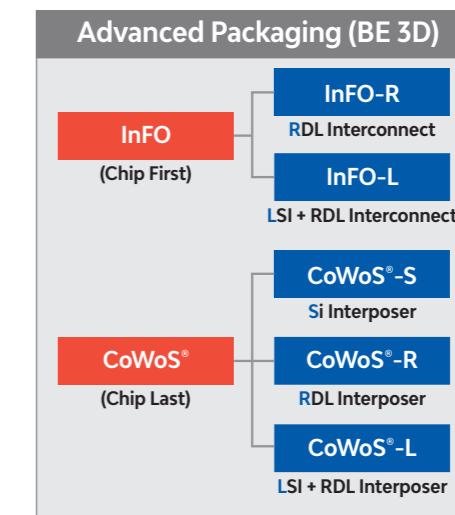 Advanced Packaging (BE 3D)
InFO
(Chip First)
InFO-R
RDL Interconnect
InFO-L
LSI + RDL Interconnect
CoWoS®
(Chip Last)
CoWoS®-S
Si Interposer
CoWoS®-R
RDL Interposer
CoWoS®-L
LSI + RDL Interposer